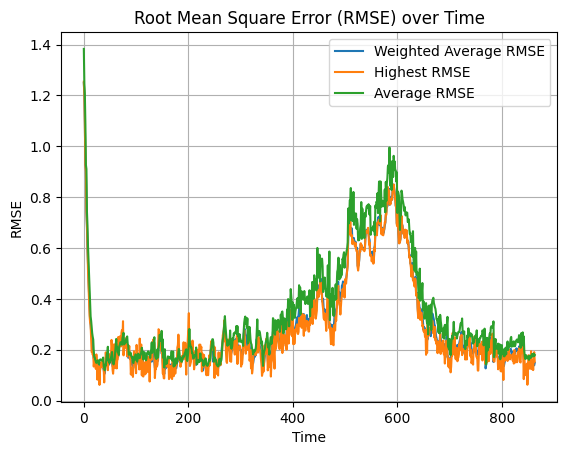 Root Mean Square Error (RMSE) over Time
Weighted Average RMSE
Highest RMSE
Average RMSE
RMSE
1.4
1.2
1.0
0.8
0.6
0.4
0.2
0.0
0 200 400 600 800
Time